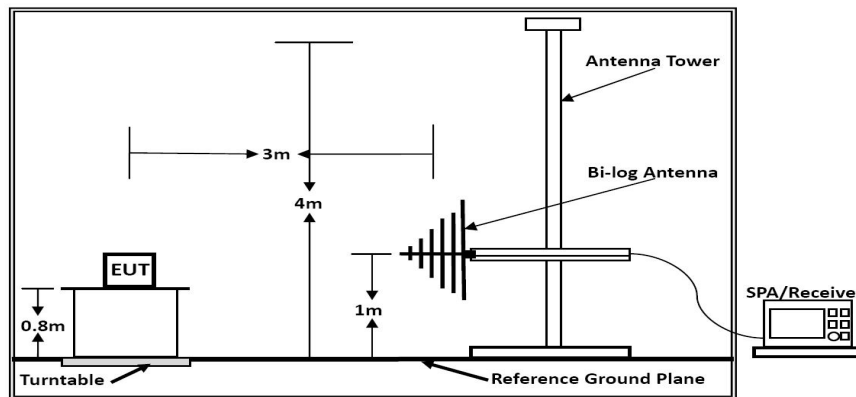 Antenna Tower
3m
Bi-log Antenna
4m
EUT
1m
0.8m
SPA/Receive
Turntable
Reference Ground Plane